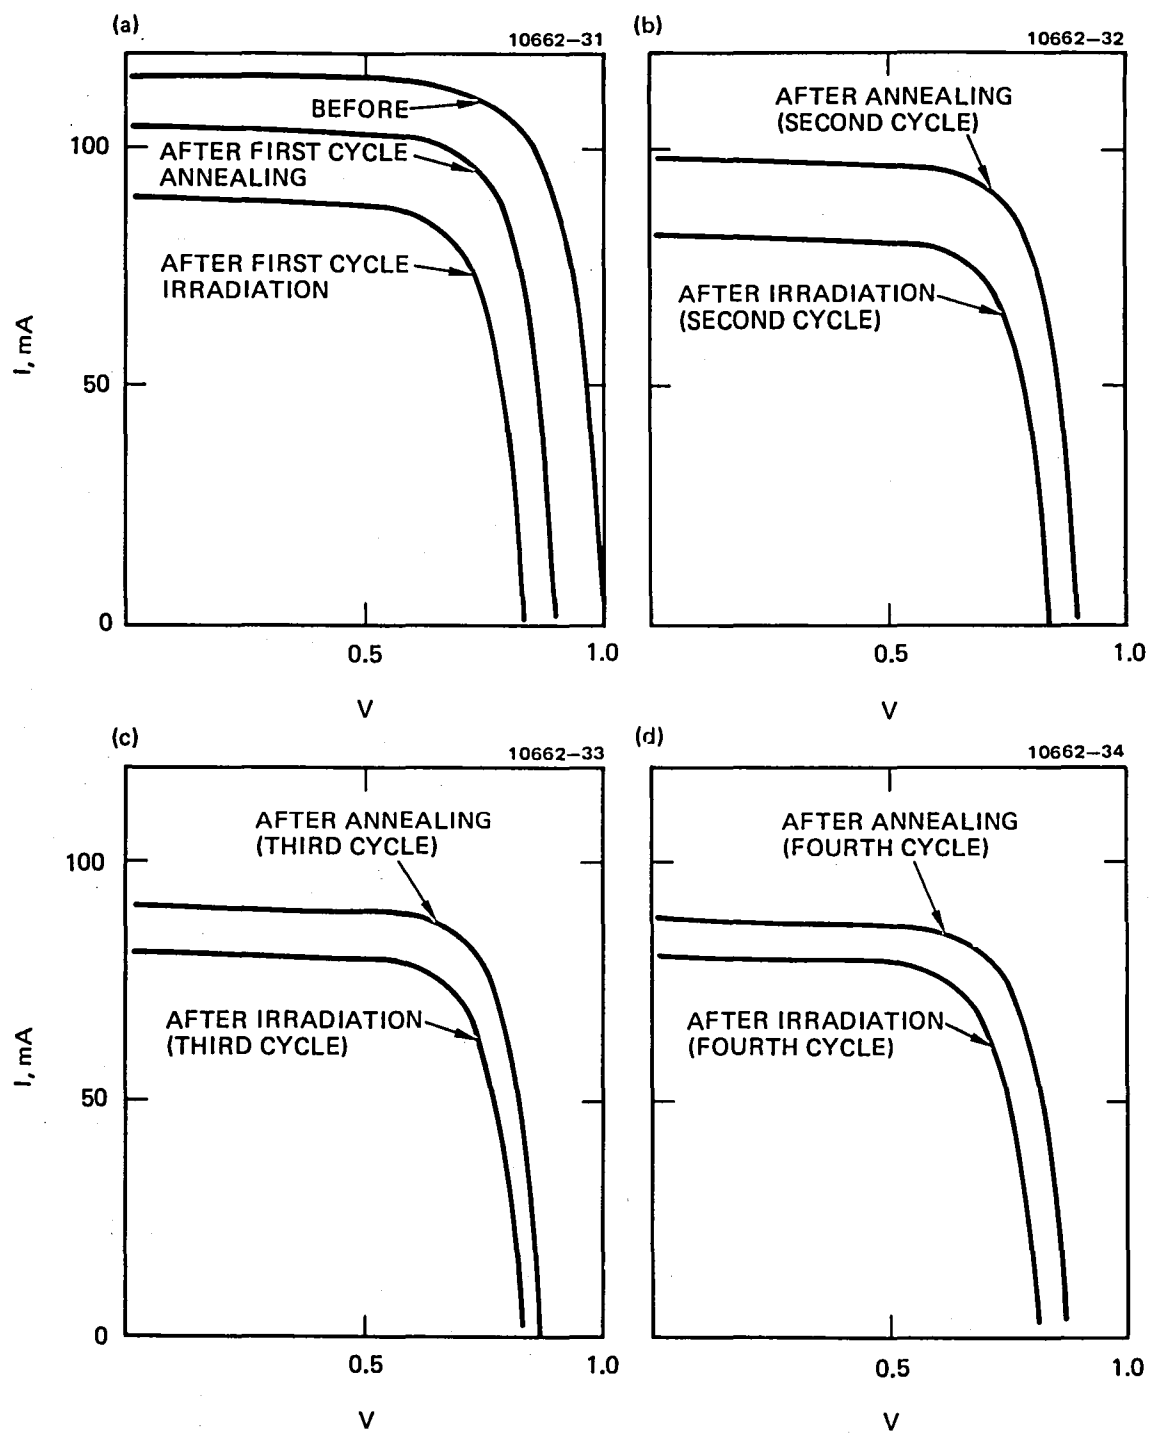 (a)
10662–31
BEFORE
100
AFTER FIRST CYCLE
ANNEALING
AFTER FIRST CYCLE
IRRADIATION
I, mA
50
0
0.5
1.0
V
(b)
10662–32
AFTER ANNEALING
(SECOND CYCLE)
AFTER IRRADIATION
(SECOND CYCLE)
0.5
1.0
V
(c)
10662–33
AFTER ANNEALING
(THIRD CYCLE)
100
AFTER IRRADIATION
(THIRD CYCLE)
I, mA
50
0
0.5
1.0
V
(d)
10662–34
AFTER ANNEALING
(FOURTH CYCLE)
AFTER IRRADIATION
(FOURTH CYCLE)
0.5
1.0
V